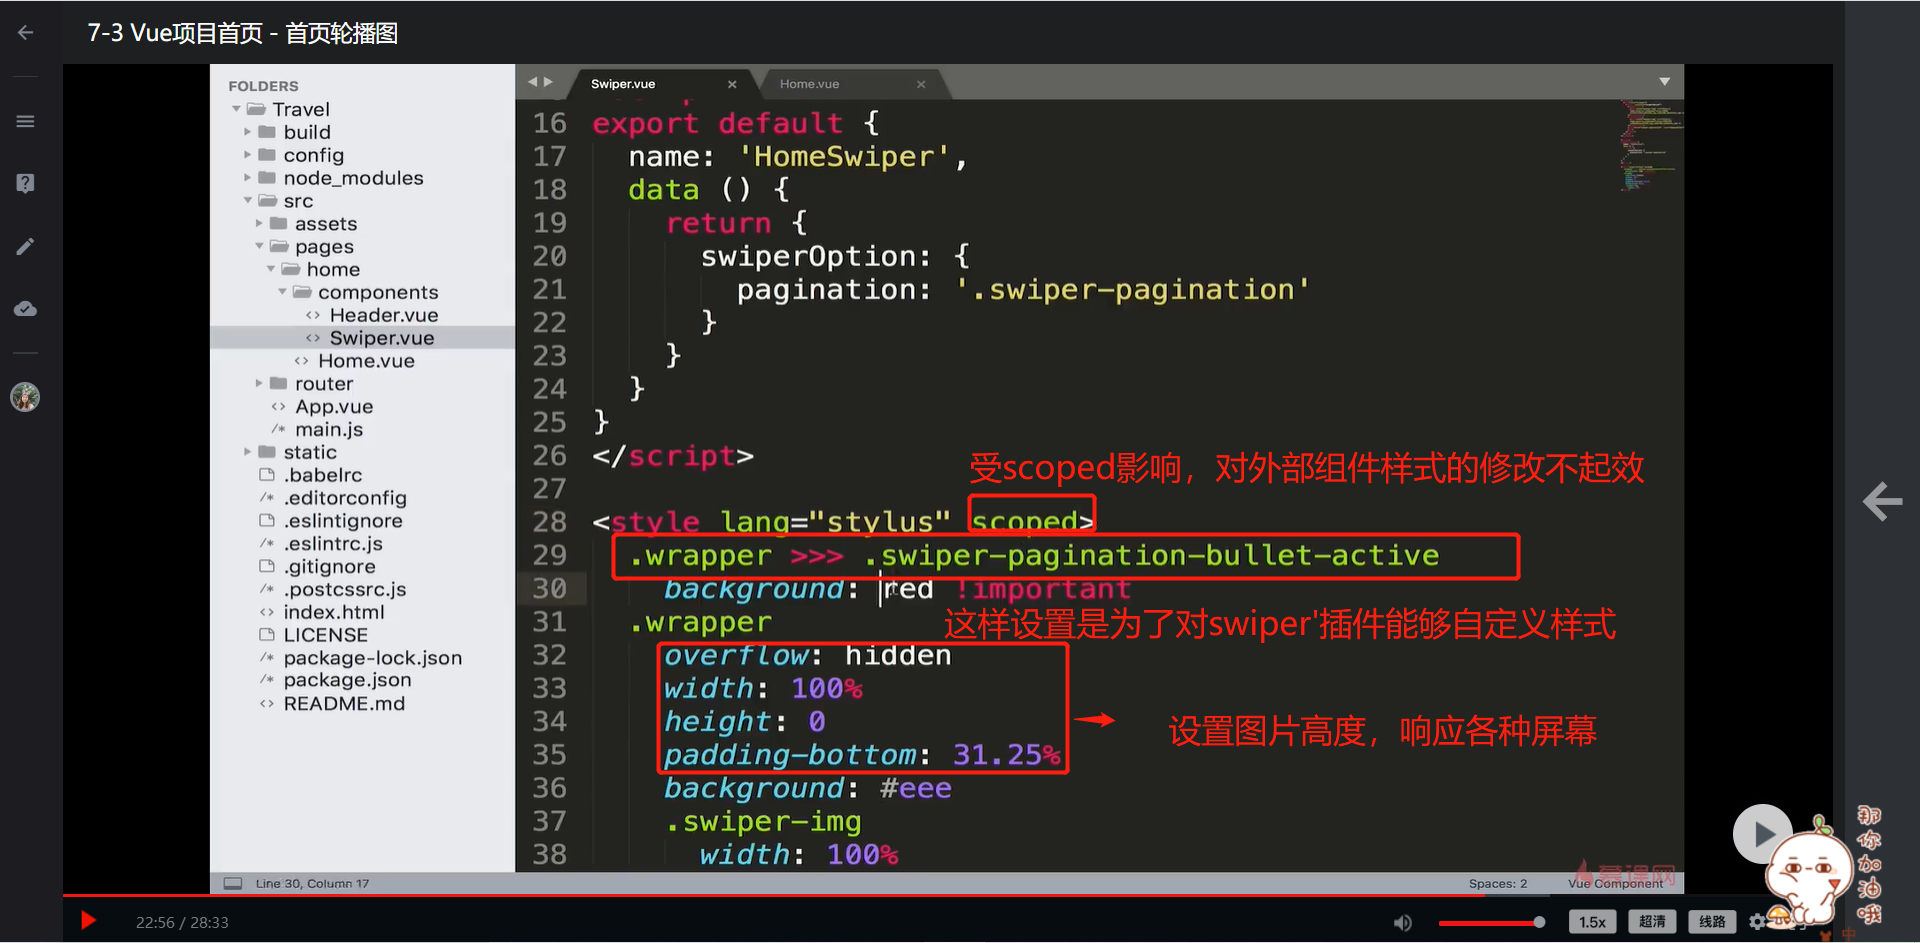 7-3 Vue项目首页 - 首页轮播图
FOLDERS
Travel
build
config
node_modules
src
assets
pages
home
components
Header.vue
Swiper.vue
Home.vue
router
App.vue
main.js
static
.babelrc
.editorconfig
.eslintignore
.eslintrc.js
.gitignore
.postcssrc.js
index.html
LICENSE
package-lock.json
package.json
README.md
Swiper.vue
Home.vue
16 export default {
17 name: 'HomeSwiper',
18 data () {
19 return {
20 swiperOption: {
21 pagination: '.swiper-pagination'
22 }
23 }
24 }
25 }
26 </script>
受scoped影响，对外部组件样式的修改不起效
27
28 <style lang="stylus" scoped>
29 .wrapper >>> .swiper-pagination-bullet-active
30 background: red !important
31 .wrapper
这样设置是为了对swiper'插件能够自定义样式
32 overflow: hidden
33 width: 100%
34 height: 0
设置图片高度，响应各种屏幕
35 padding-bottom: 31.25%
36 background: #eee
37 .swiper-img
38 width: 100%
Line 30, Column 17
Spaces: 2
Vue Component
慕课网
那你加油哦
22:56 / 28:33
1.5x
超清
线路
中